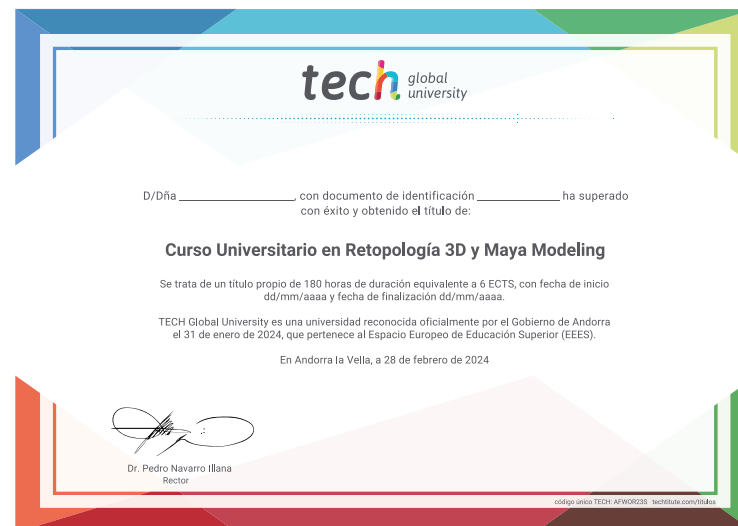 tech global
university
D/Dña ____________________, con documento de identificación ______________ ha superado
con éxito y obtenido el título de:
Curso Universitario en Retopología 3D y Maya Modeling
Se trata de un título propio de 180 horas de duración equivalente a 6 ECTS, con fecha de inicio
dd/mm/aaaa y fecha de finalización dd/mm/aaaa.
TECH Global University es una universidad reconocida oficialmente por el Gobierno de Andorra
el 31 de enero de 2024, que pertenece al Espacio Europeo de Educación Superior (EEES).
En Andorra la Vella, a 28 de febrero de 2024
Dr. Pedro Navarro Illana
Rector
código único TECH: AFWOR23S techtitute.com/títulos